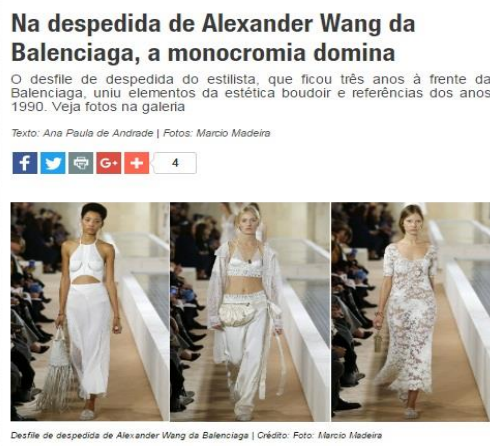 Na despedida de Alexander Wang da
Balenciaga, a monocromia domina
O desfile de despedida do estilista, que ficou três anos à frente da
Balenciaga, uniu elementos da estética boudoir e referências dos anos
1990. Veja fotos na galeria
Texto: Ana Paula de Andrade | Fotos: Marcio Madeira
f G+ + 4
Desfile de despedida de Alexander Wang da Balenciaga | Crédito: Foto: Marcio Madeira